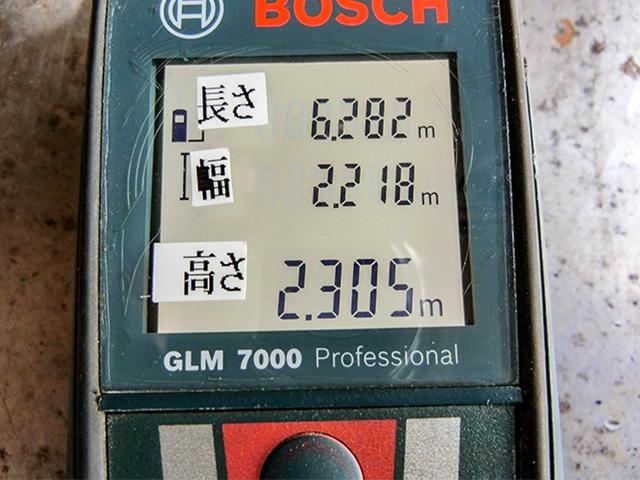 BOSCH
長さ 6.282 m
幅 2.218 m
高さ 2.305 m
GLM 7000 Professional